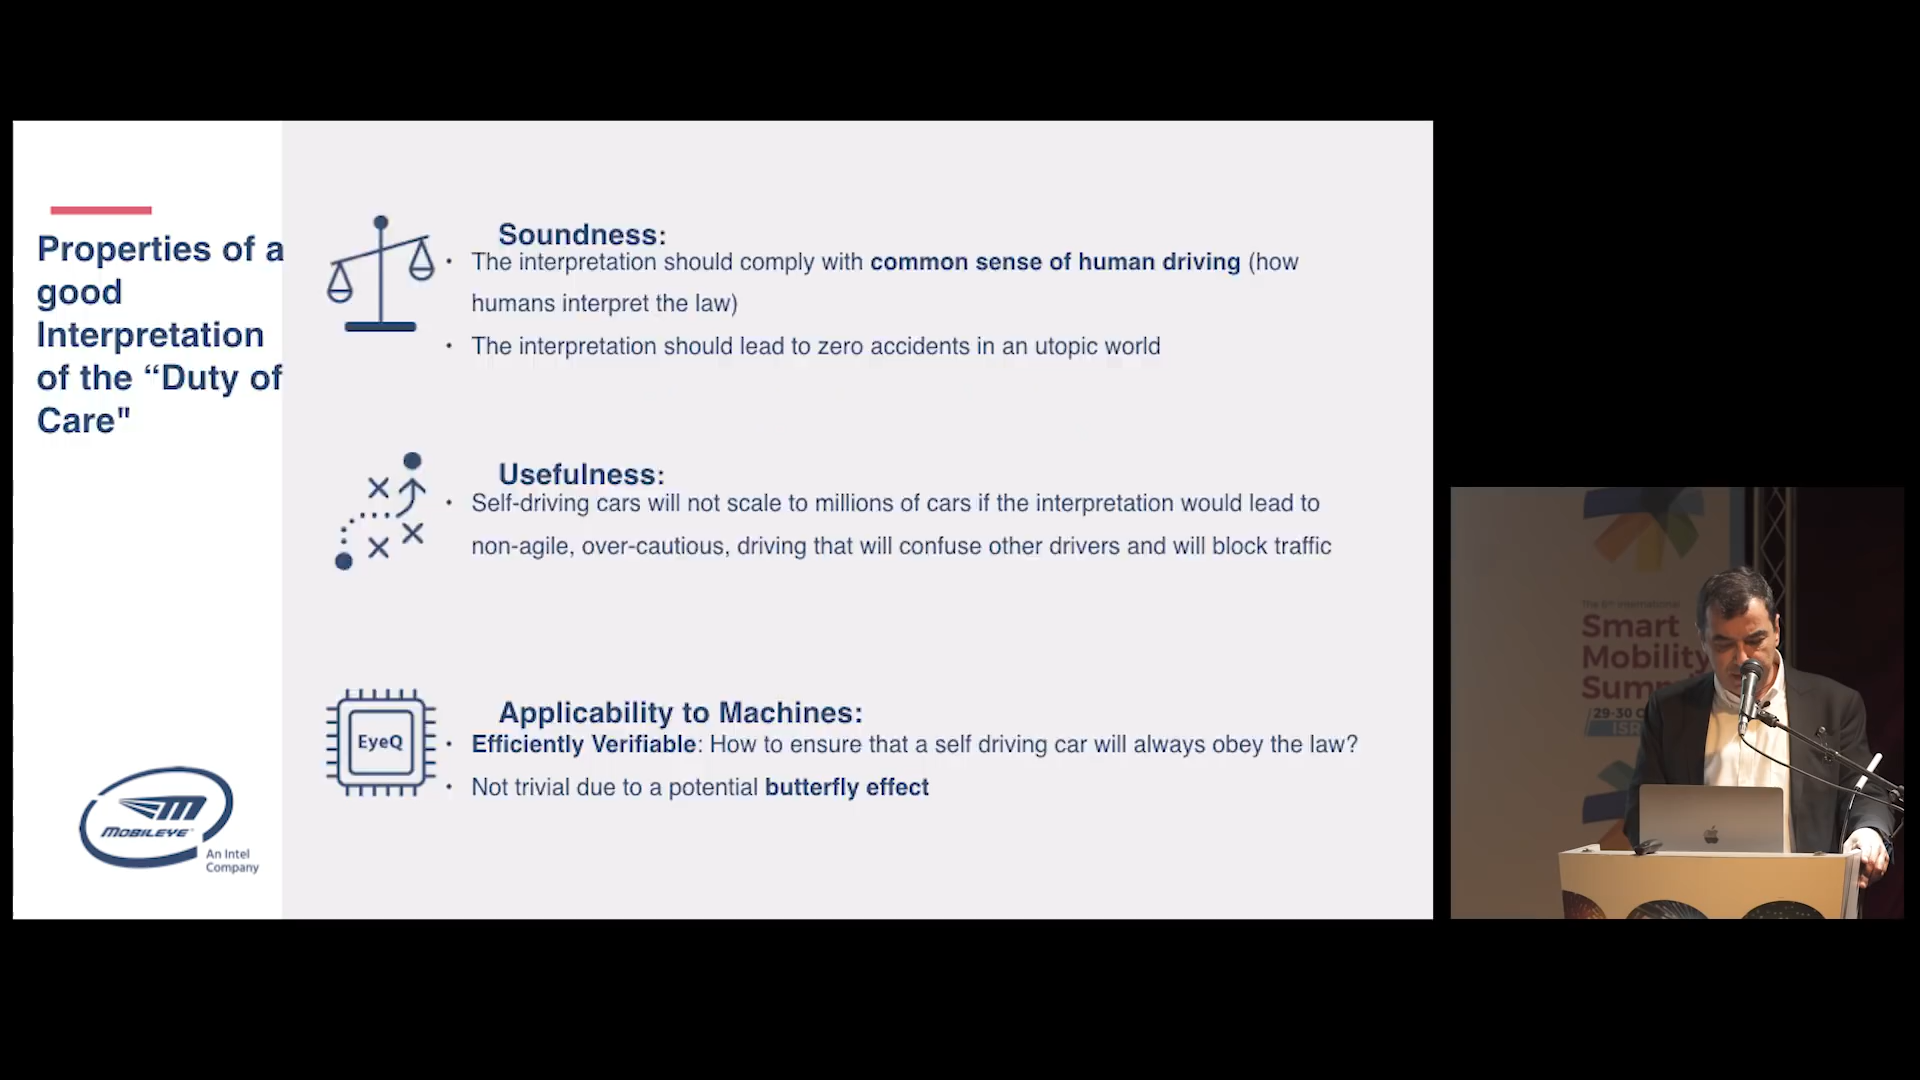 Properties of a
good
Interpretation
of the “Duty of
Care"
Soundness:
• The interpretation should comply with common sense of human driving (how
humans interpret the law)
• The interpretation should lead to zero accidents in an utopic world
Usefulness:
• Self-driving cars will not scale to millions of cars if the interpretation would lead to
non-agile, over-cautious, driving that will confuse other drivers and will block traffic
EyeQ
Applicability to Machines:
• Efficiently Verifiable: How to ensure that a self driving car will always obey the law?
• Not trivial due to a potential butterfly effect
MOBILEYE
An Intel
Company
The 6th International
Smart
Mobility
29-30